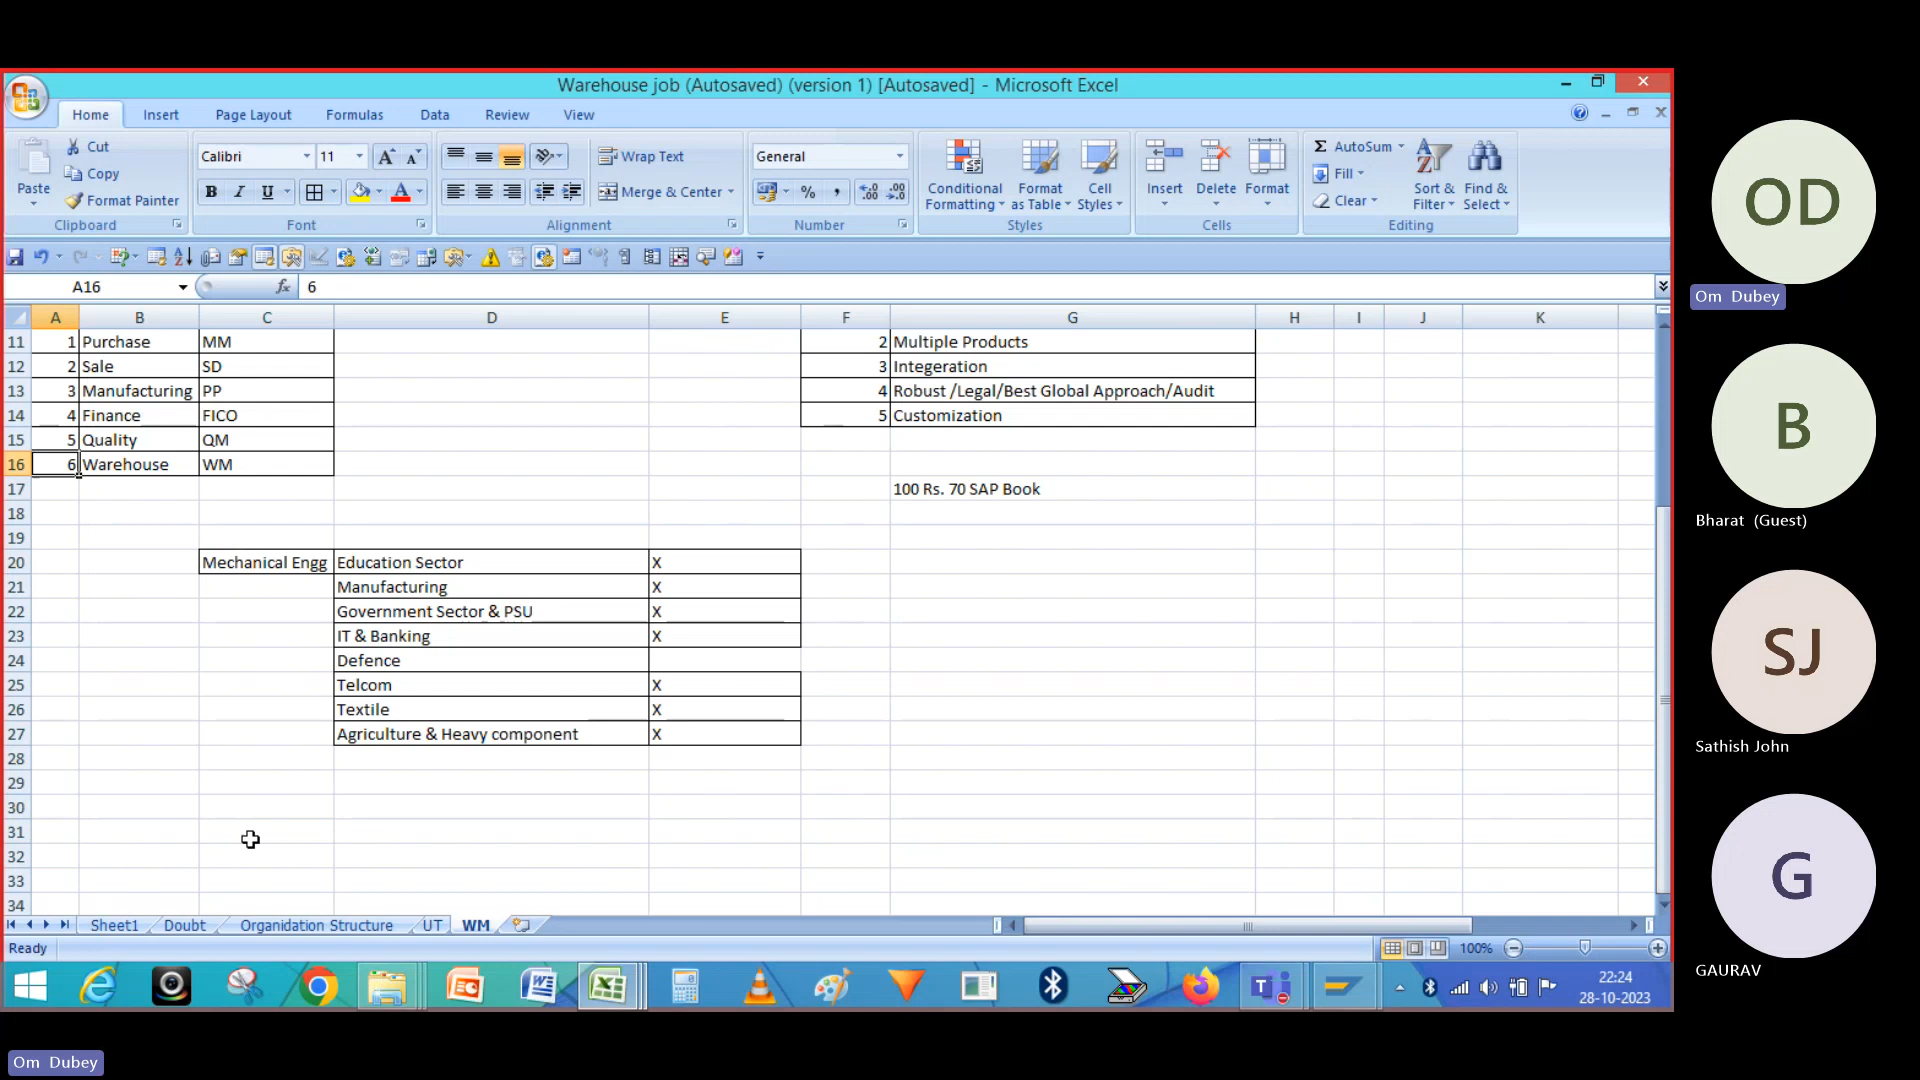 Warehouse job (Autosaved) (version 1) [Autosaved] - Microsoft Excel
Home Insert Page Layout Formulas Data Review View
Paste Cut Copy Format Painter Clipboard
Calibri 11 A A B I U A Font
Wrap Text Merge & Center Alignment
General % , Number
Conditional Formatting Format as Table Cell Styles Styles
Insert Delete Format Cells
Σ AutoSum Fill Clear Sort & Filter Find & Select Editing
A16 fx 6
A B C D E F G H I J K
11 1 Purchase MM 2 Multiple Products
12 2 Sale SD 3 Integeration
13 3 Manufacturing PP 4 Robust /Legal/Best Global Approach/Audit
14 4 Finance FICO 5 Customization
15 5 Quality QM
16 6 Warehouse WM
17 100 Rs. 70 SAP Book
18
19
20 Mechanical Engg Education Sector X
21 Manufacturing X
22 Government Sector & PSU X
23 IT & Banking X
24 Defence
25 Telcom X
26 Textile X
27 Agriculture & Heavy component X
28
29
30
31
32
33
34
Sheet1 Doubt Organidation Structure UT WM
Ready 100%
22:24
28-10-2023
OD
Om Dubey
B
Bharat (Guest)
SJ
Sathish John
G
GAURAV
Om Dubey